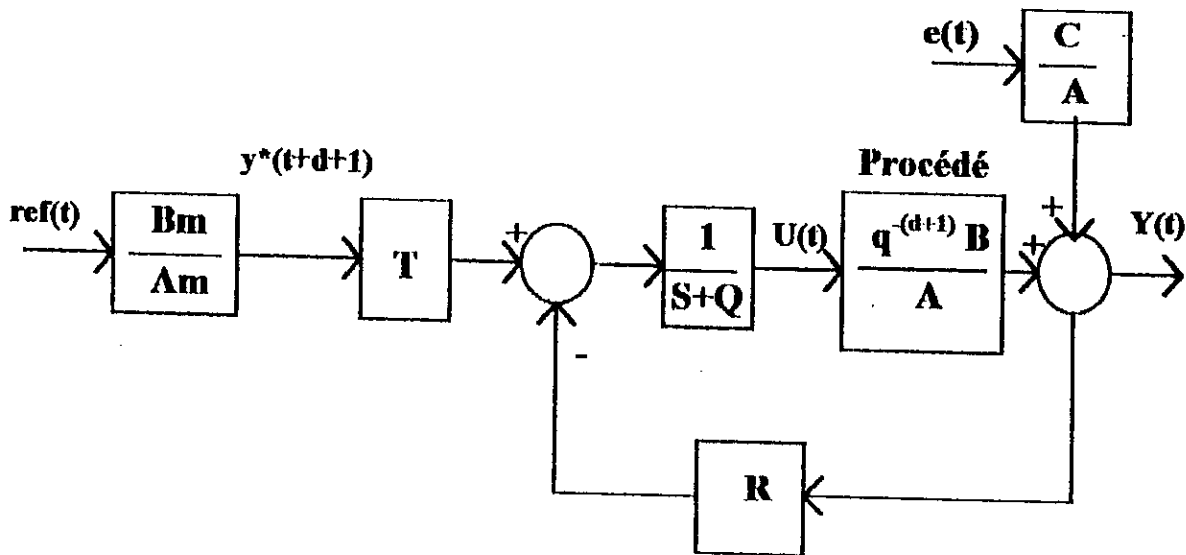 e(t)
C
A
y*(t+d+1)
Procédé
ref(t)
Bm
Am
T
+
1
S+Q
U(t)
q-(d+1) B
A
+
+
Y(t)
-
R